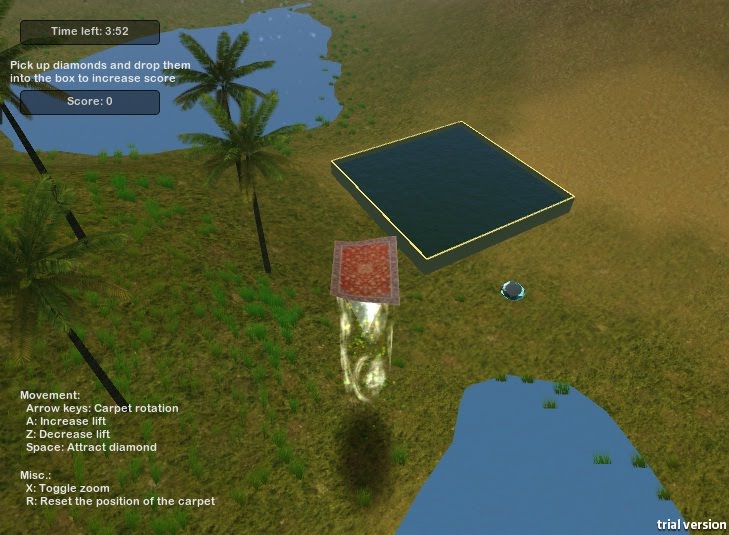 Time left: 3:52
Pick up diamonds and drop them
into the box to increase score
Score: 0
Movement:
Arrow keys: Carpet rotation
A: Increase lift
Z: Decrease lift
Space: Attract diamond
Misc.:
X: Toggle zoom
R: Reset the position of the carpet
trial version